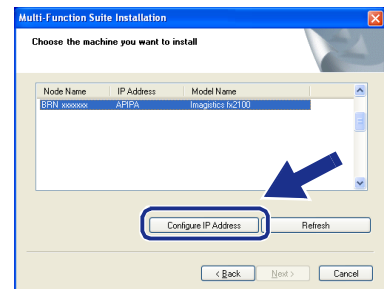 Multi-Function Suite Installation
Choose the machine you want to install
Node Name IP Address Model Name
BRN xxxxxxx APIPA Imagistics fx2100
Configure IP Address Refresh
< Back Next > Cancel